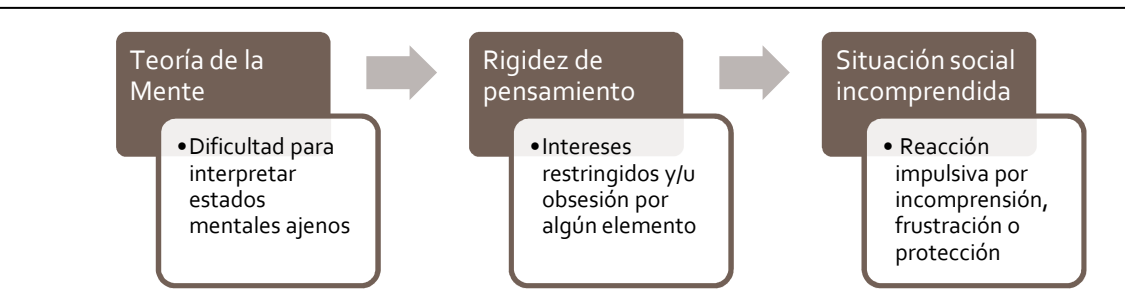 Teoría de la
Mente
•Dificultad para
interpretar
estados
mentales ajenos
Rigidez de
pensamiento
•Intereses
restringidos y/u
obsesión por
algún elemento
Situación social
incomprendida
• Reacción
impulsiva por
incomprensión,
frustración o
protección